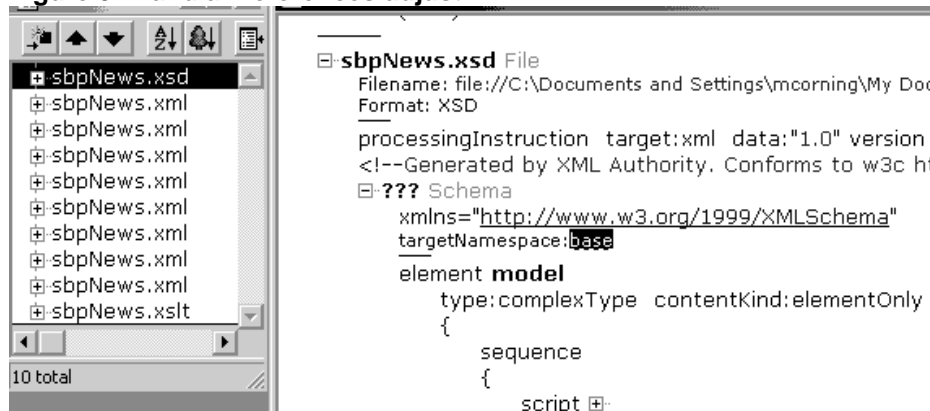 sbpNews.xsd
sbpNews.xml
sbpNews.xml
sbpNews.xml
sbpNews.xml
sbpNews.xml
sbpNews.xml
sbpNews.xml
sbpNews.xml
sbpNews.xslt
10 total
sbpNews.xsd File
Filename: file://C:\Documents and Settings\mcorning\My Doc
Format: XSD
processingInstruction target:xml data:"1.0" version
<!--Generated by XML Authority. Conforms to w3c ht
??? Schema
xmlns="http://www.w3.org/1999/XMLSchema"
targetNamespace:base
element model
type:complexType contentKind:elementOnly
{
sequence
{
script